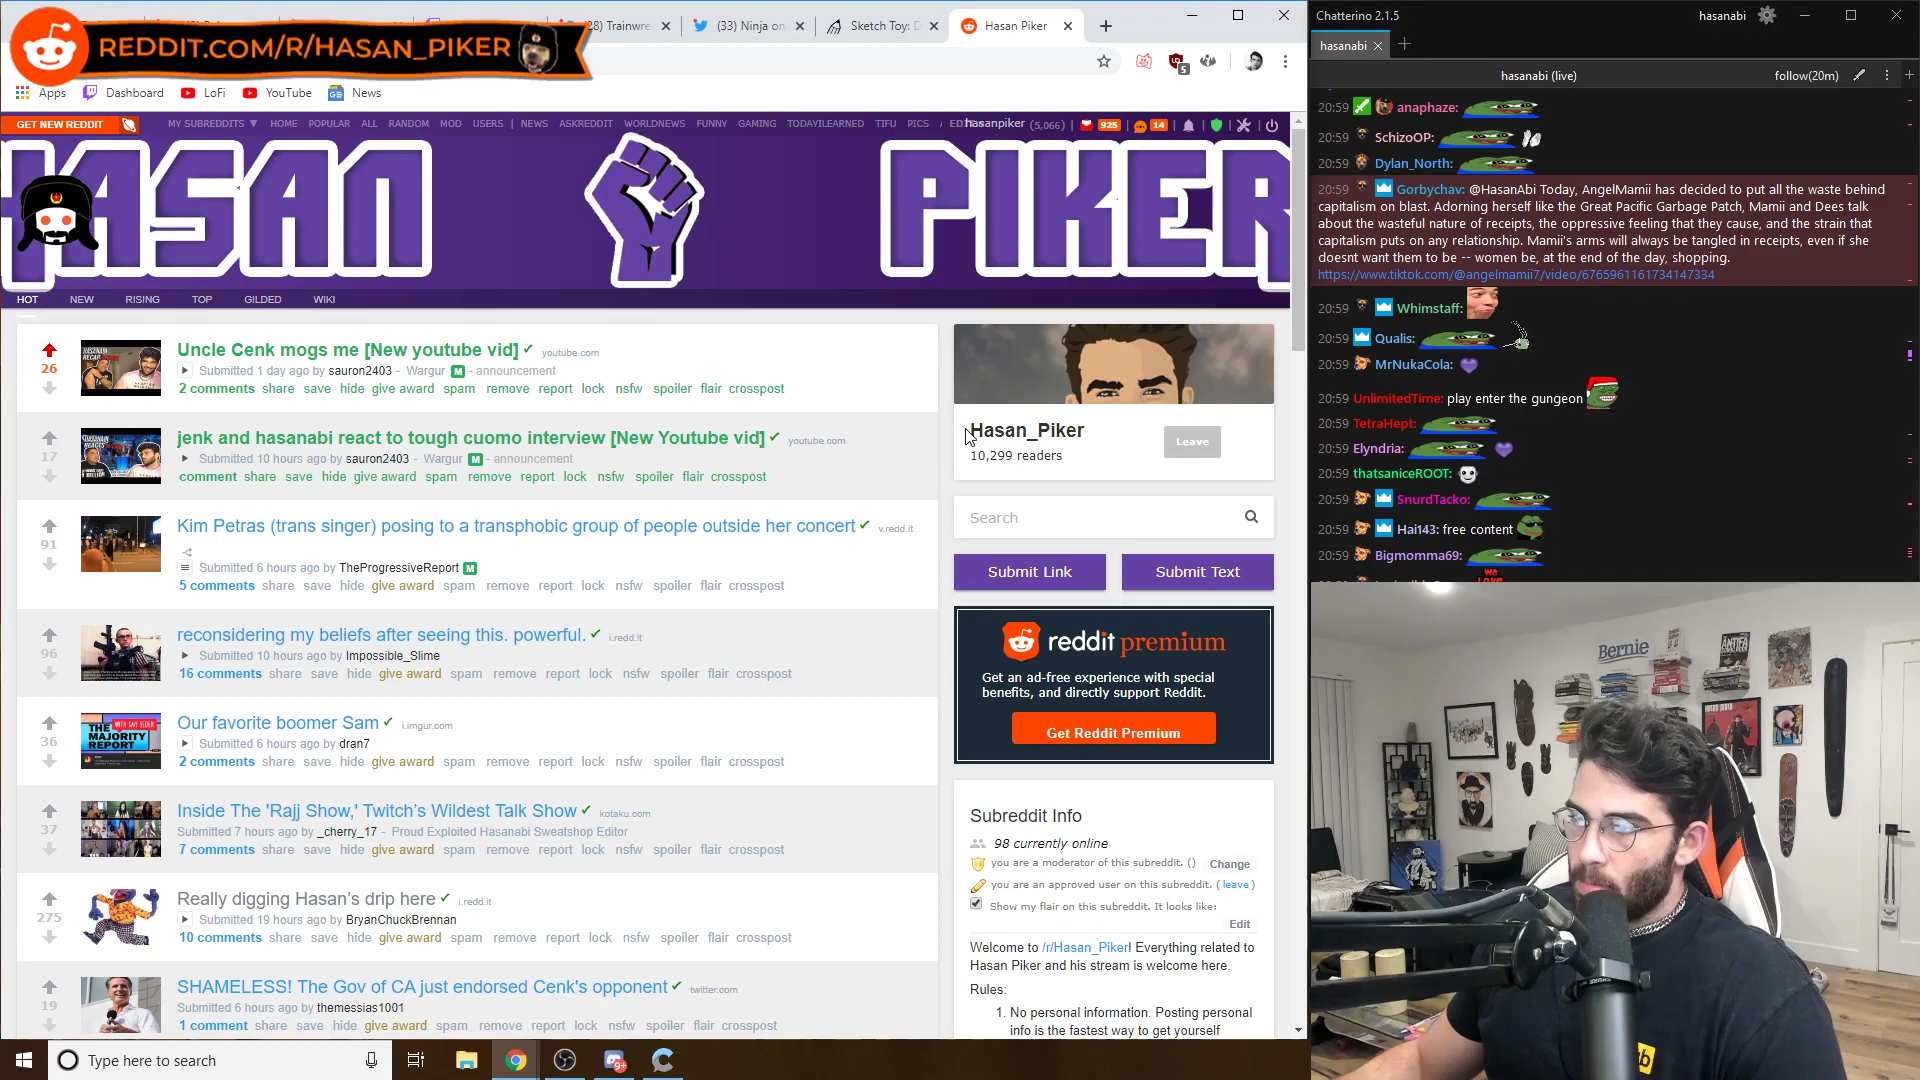 (28) Trainwre
(33) Ninja on
Sketch Toy: D
Hasan Piker
REDDIT.COM/R/HASAN_PIKER
5
Apps
Dashboard
LoFi
YouTube
News
GET NEW REDDIT
MY SUBREDDITS ▼ HOME POPULAR ALL RANDOM MOD USERS | NEWS ASKREDDIT WORLDNEWS FUNNY GAMING TODAYILEARNED TIFU PICS
hasanpiker (5,066) | 925 | 14
HASAN PIKER
HOT NEW RISING TOP GILDED WIKI
26
Uncle Cenk mogs me [New youtube vid] ✔ youtube.com
Submitted 1 day ago by sauron2403 - Wargur M - announcement
2 comments share save hide give award spam remove report lock nsfw spoiler flair crosspost
17
jenk and hasanabi react to tough cuomo interview [New Youtube vid] ✔ youtube.com
Submitted 10 hours ago by sauron2403 - Wargur M - announcement
comment share save hide give award spam remove report lock nsfw spoiler flair crosspost
91
Kim Petras (trans singer) posing to a transphobic group of people outside her concert ✔ v.redd.it
Submitted 6 hours ago by TheProgressiveReport M
5 comments share save hide give award spam remove report lock nsfw spoiler flair crosspost
96
reconsidering my beliefs after seeing this. powerful. ✔ i.redd.it
Submitted 10 hours ago by Impossible_Slime
16 comments share save hide give award spam remove report lock nsfw spoiler flair crosspost
36
WITH SAM SEDER
THE MAJORITY REPORT
Our favorite boomer Sam ✔ i.imgur.com
Submitted 6 hours ago by dran7
2 comments share save hide give award spam remove report lock nsfw spoiler flair crosspost
37
Inside The 'Rajj Show,' Twitch's Wildest Talk Show ✔ kotaku.com
Submitted 7 hours ago by _cherry_17 - Proud Exploited Hasanabi Sweatshop Editor
7 comments share save hide give award spam remove report lock nsfw spoiler flair crosspost
275
Really digging Hasan's drip here ✔ i.redd.it
Submitted 19 hours ago by BryanChuckBrennan
10 comments share save hide give award spam remove report lock nsfw spoiler flair crosspost
19
SHAMELESS! The Gov of CA just endorsed Cenk's opponent ✔ twitter.com
Submitted 6 hours ago by themessias1001
1 comment share save hide give award spam remove report lock nsfw spoiler flair crosspost
Hasan_Piker
10,299 readers
Leave
Search
Submit Link
Submit Text
reddit premium
Get an ad-free experience with special
benefits, and directly support Reddit.
Get Reddit Premium
Subreddit Info
98 currently online
you are a moderator of this subreddit. () Change
you are an approved user on this subreddit. (leave)
Show my flair on this subreddit. It looks like:
Edit
Welcome to /r/Hasan_Piker! Everything related to
Hasan Piker and his stream is welcome here.
Rules:
1. No personal information. Posting personal
info is the fastest way to get yourself
Type here to search
9+
Chatterino 2.1.5
hasanabi
hasanabi
hasanabi (live)
follow(20m)
20:59 anaphaze:
20:59 SchizoOP:
20:59 Dylan_North:
20:59 Gorbychav: @HasanAbi Today, AngelMamii has decided to put all the waste behind
capitalism on blast. Adorning herself like the Great Pacific Garbage Patch, Mamii and Dees talk
about the wasteful nature of receipts, the oppressive feeling that they cause, and the strain that
capitalism puts on any relationship. Mamii's arms will always be tangled in receipts, even if she
doesnt want them to be -- women be, at the end of the day, shopping.
https://www.tiktok.com/@angelmamii7/video/6765961161734147334
20:59 Whimstaff:
20:59 Qualis:
20:59 MrNukaCola:
20:59 UnlimitedTime: play enter the gungeon
20:59 TetraHept:
20:59 Elyndria:
20:59 thatsaniceROOT:
20:59 SnurdTacko:
20:59 Hai143: free content
20:59 Bigmomma69:
Bernie